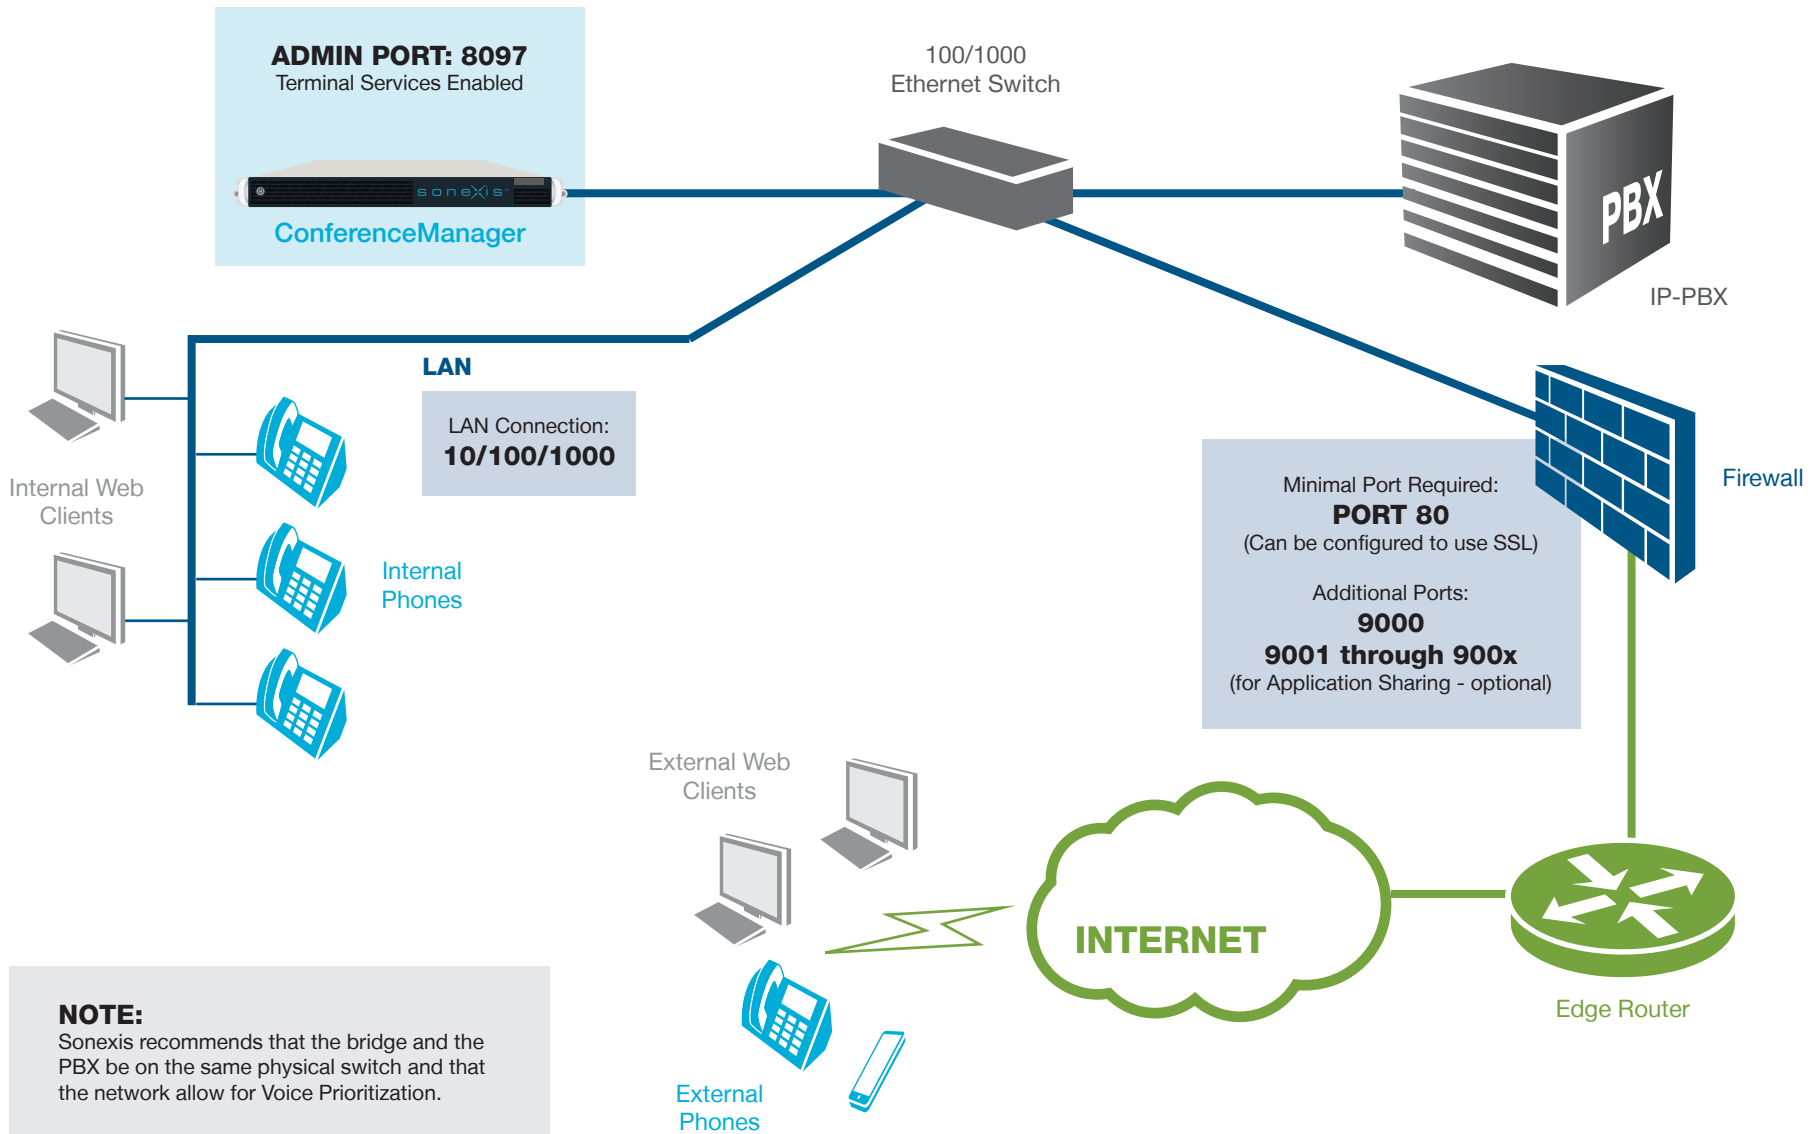 ADMIN PORT: 8097
Terminal Services Enabled
sonexis™
ConferenceManager
100/1000
Ethernet Switch
PBX
IP-PBX
LAN
LAN Connection:
10/100/1000
Internal Web
Clients
Internal
Phones
Minimal Port Required:
PORT 80
(Can be configured to use SSL)
Additional Ports:
9000
9001 through 900x
(for Application Sharing - optional)
Firewall
External Web
Clients
INTERNET
Edge Router
External
Phones
NOTE:
Sonexis recommends that the bridge and the
PBX be on the same physical switch and that
the network allow for Voice Prioritization.